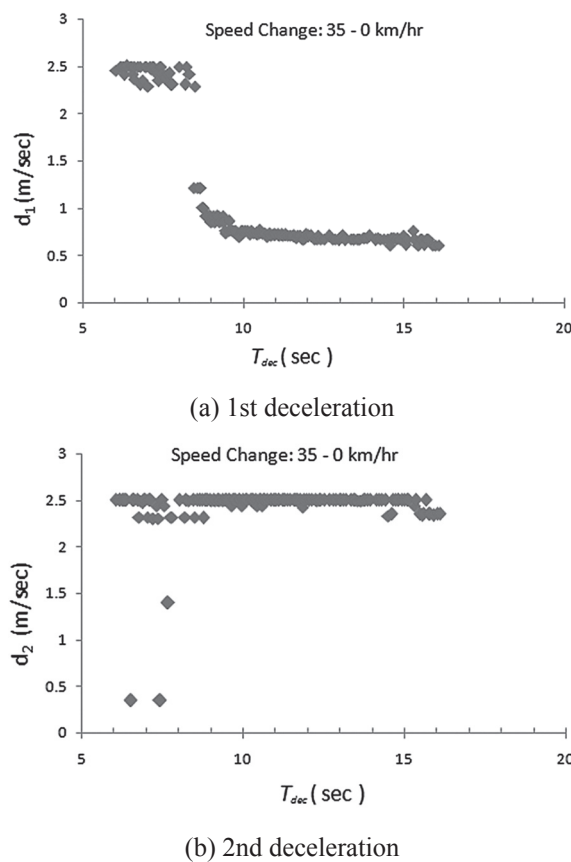 3
Speed Change: 35 - 0 km/hr
2.5
2
1.5
1
0.5
0
d1 (m/sec)
5
10
15
20
Tdec ( sec )
(a) 1st deceleration
3
Speed Change: 35 - 0 km/hr
2.5
2
1.5
1
0.5
0
d2 (m/sec)
5
10
15
20
Tdec ( sec )
(b) 2nd deceleration